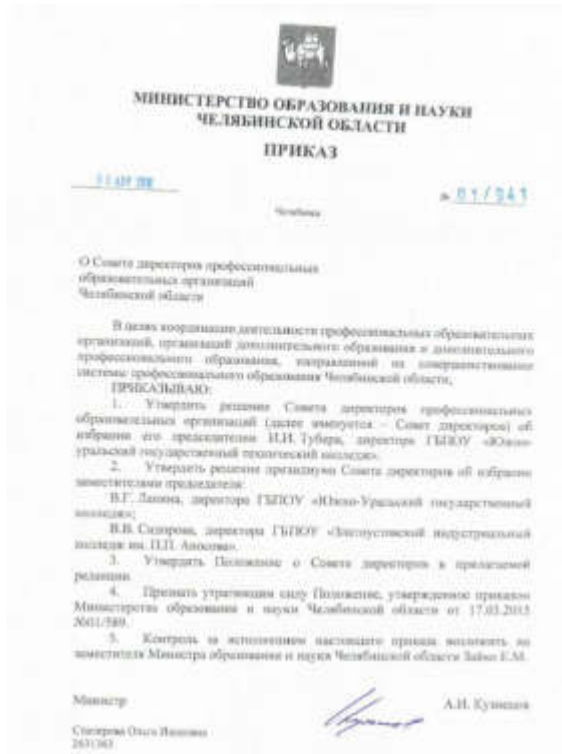 МИНИСТЕРСТВО ОБРАЗОВАНИЯ И НАУКИ
ЧЕЛЯБИНСКОЙ ОБЛАСТИ
ПРИКАЗ
№ 01/941
Челябинск
О Совете директоров профессиональных
образовательных организаций
Челябинской области
В целях координации деятельности профессиональных образовательных
организаций, организаций дополнительного образования и дополнительного
профессионального образования, направленной на совершенствование
системы профессионального образования Челябинской области,
ПРИКАЗЫВАЮ:
1. Утвердить решение Совета директоров профессиональных
образовательных организаций (далее именуется – Совет директоров) об
избрании его председателем И.И. Тубера, директора ГБПОУ «Южно-
уральский государственный технический колледж».
2. Утвердить решение президиума Совета директоров об избрании
заместителями председателя:
В.Г. Лапина, директора ГБПОУ «Южно-Уральский государственный
колледж»;
В.В. Сидорова, директора ГБПОУ «Златоустовский индустриальный
колледж им. П.П. Аносова».
3. Утвердить Положение о Совете директоров в прилагаемой
редакции.
4. Признать утратившим силу Положение, утвержденное приказом
Министерства образования и науки Челябинской области от 17.03.2015
№01/589.
5. Контроль за исполнением настоящего приказа возложить на
заместителя Министра образования и науки Челябинской области Зайко Е.М.
Министр А.И. Кузнецов
Ольга Ивановна
2631363